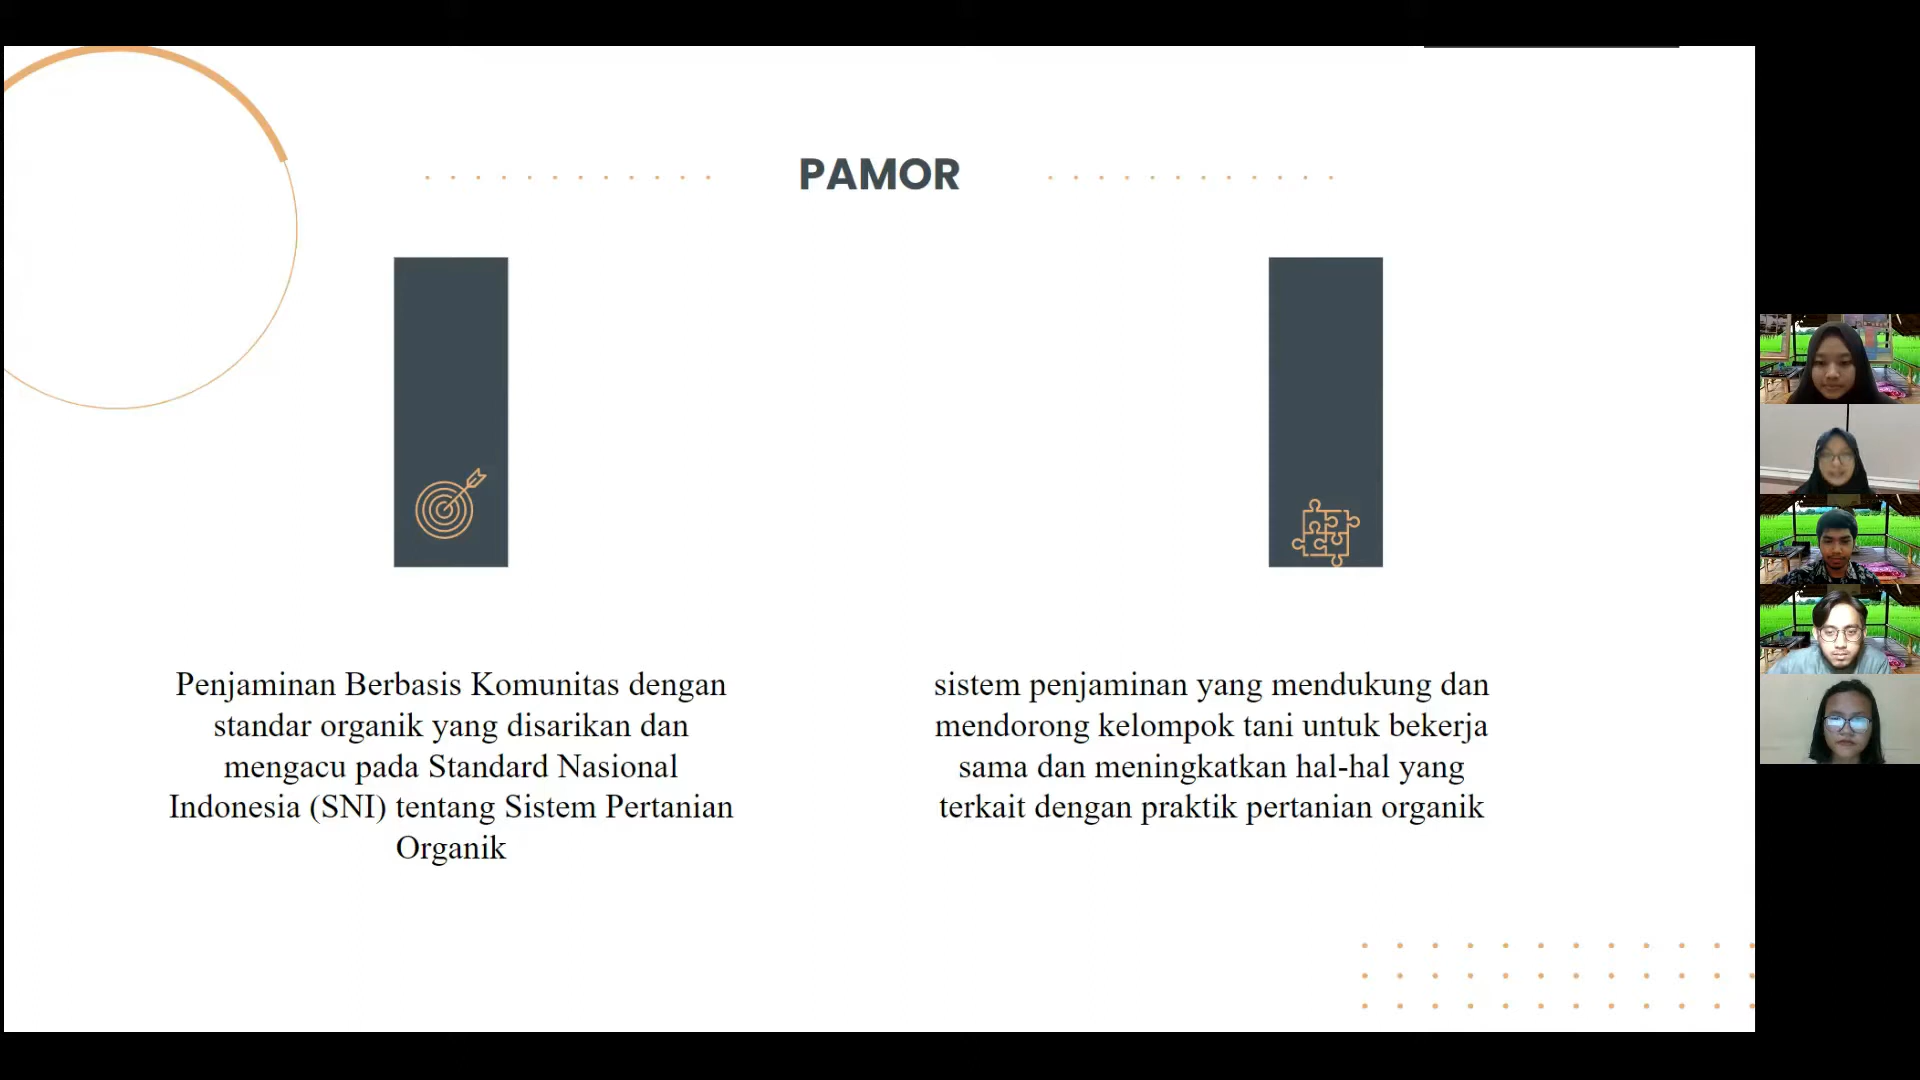 PAMOR
Penjaminan Berbasis Komunitas dengan
standar organik yang disarikan dan
mengacu pada Standard Nasional
Indonesia (SNI) tentang Sistem Pertanian
Organik
sistem penjaminan yang mendukung dan
mendorong kelompok tani untuk bekerja
sama dan meningkatkan hal-hal yang
terkait dengan praktik pertanian organik